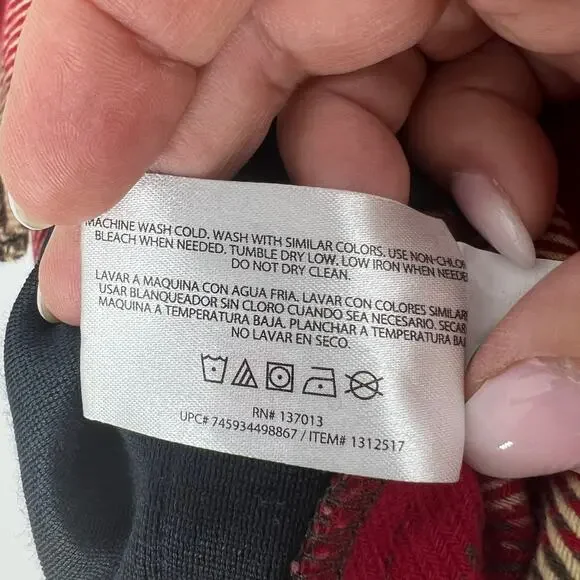 MACHINE WASH COLD. WASH WITH SIMILAR COLORS. USE NON-CHLOR
BLEACH WHEN NEEDED. TUMBLE DRY LOW. LOW IRON WHEN NEEDE
DO NOT DRY CLEAN.
LAVAR A MAQUINA CON AGUA FRIA. LAVAR CON COLORES SIMILAR
USAR BLANQUEADOR SIN CLORO CUANDO SEA NECESARIO. SECAR
MAQUINA A TEMPERATURA BAJA. PLANCHAR A TEMPERATURA BAJ
NO LAVAR EN SECO.
RN# 137013
UPC# 745934498867 / ITEM# 1312517